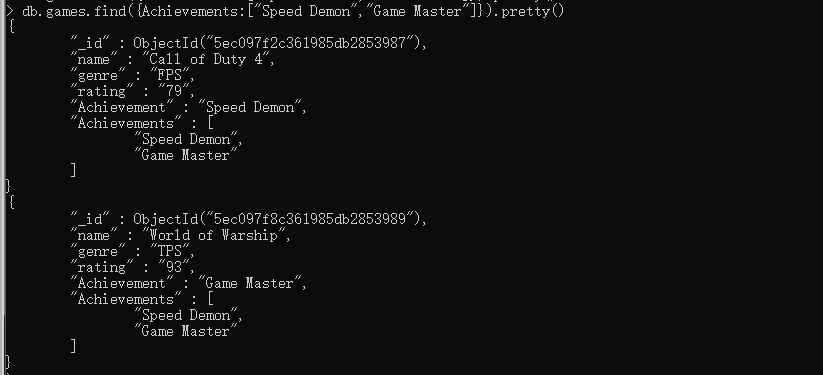 > db.games.find({Achievements:["Speed Demon","Game Master"]}).pretty()
{
"_id" : ObjectId("5ec097f2c361985db2853987"),
"name" : "Call of Duty 4",
"genre" : "FPS",
"rating" : "79",
"Achievement" : "Speed Demon",
"Achievements" : [
"Speed Demon",
"Game Master"
]
}
{
"_id" : ObjectId("5ec097f8c361985db2853989"),
"name" : "World of Warship",
"genre" : "TPS",
"rating" : "93",
"Achievement" : "Game Master",
"Achievements" : [
"Speed Demon",
"Game Master"
]
}